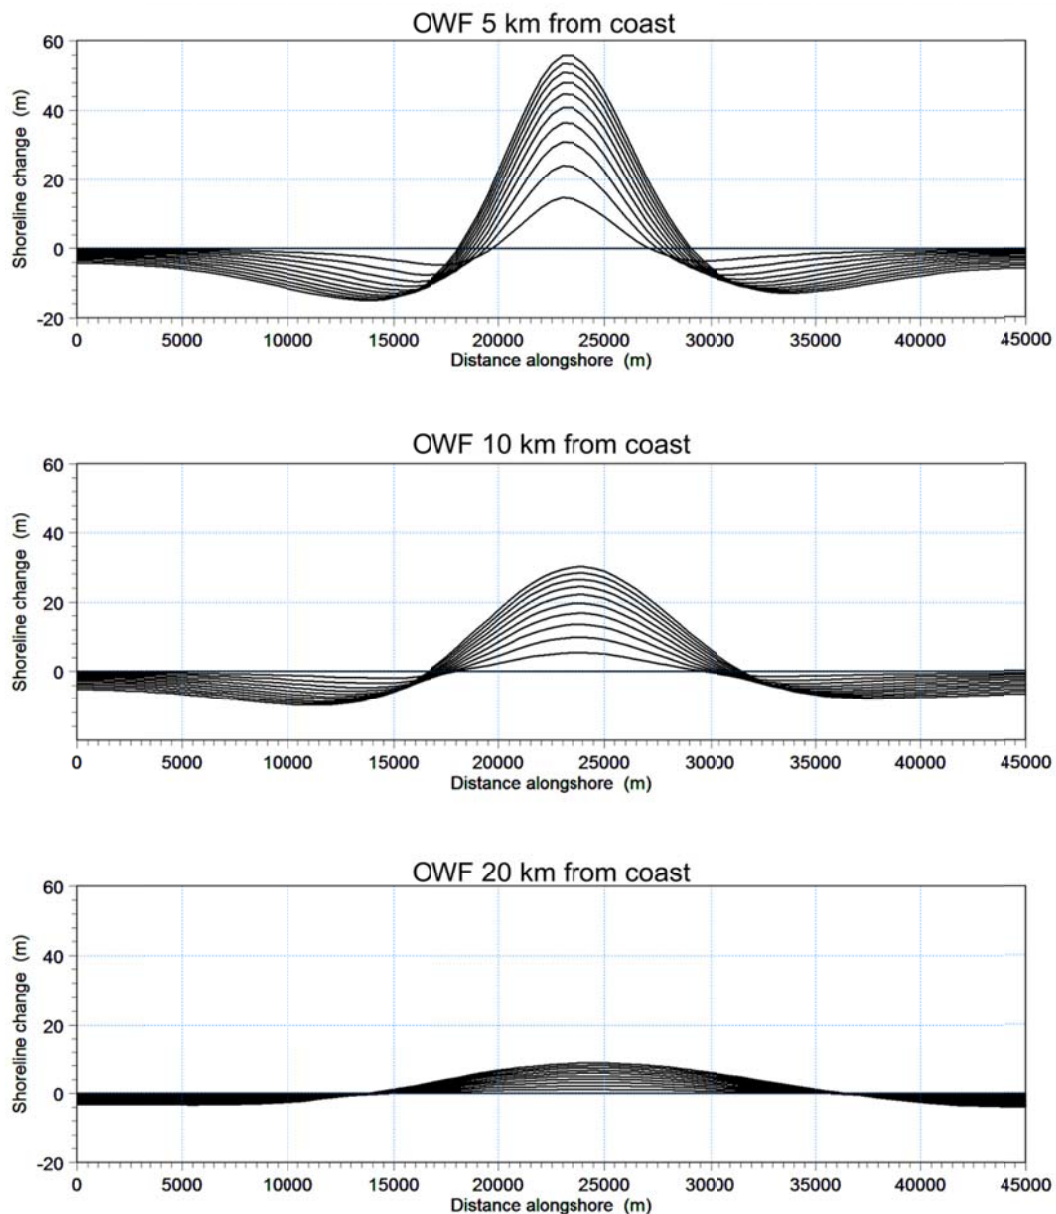 OWF 5 km from coast
60
40
20
0
-20
Shoreline change (m)
0 5000 10000 15000 20000 25000 30000 35000 40000 45000
Distance alongshore (m)
OWF 10 km from coast
60
40
20
0
Shoreline change (m)
0 5000 10000 15000 20000 25000 30000 35000 40000 45000
Distance alongshore (m)
OWF 20 km from coast
60
40
20
0
-20
Shoreline change (m)
0 5000 10000 15000 20000 25000 30000 35000 40000 45000
Distance alongshore (m)